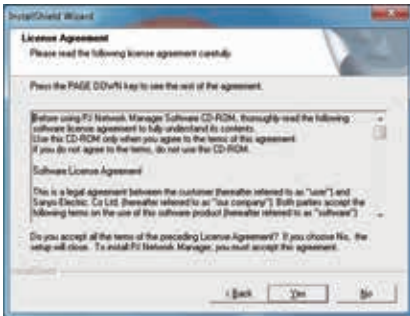 InstallShield Wizard
License Agreement
Please read the following license agreement carefully.
Press the PAGE DOWN key to see the rest of the agreement.
Before using PJ Network Manager Software CD-ROM, thoroughly read the following
software license agreement to fully understand its contents.
Use this CD-ROM only when you agree to the terms of this agreement.
If you do not agree to the terms, do not use this CD-ROM.
Software License Agreement
This is a legal agreement between the customer (hereafter referred to as "user") and
Sanyo Electric. Co Ltd. (hereafter referred to as "our company"). Both parties accept the
following terms on the use of this software product (hereafter referred to as "software")
Do you accept all the terms of the preceding License Agreement? If you choose No, the
setup will close. To install PJ Network Manager, you must accept this agreement.
InstallShield
< Back
Yes
No